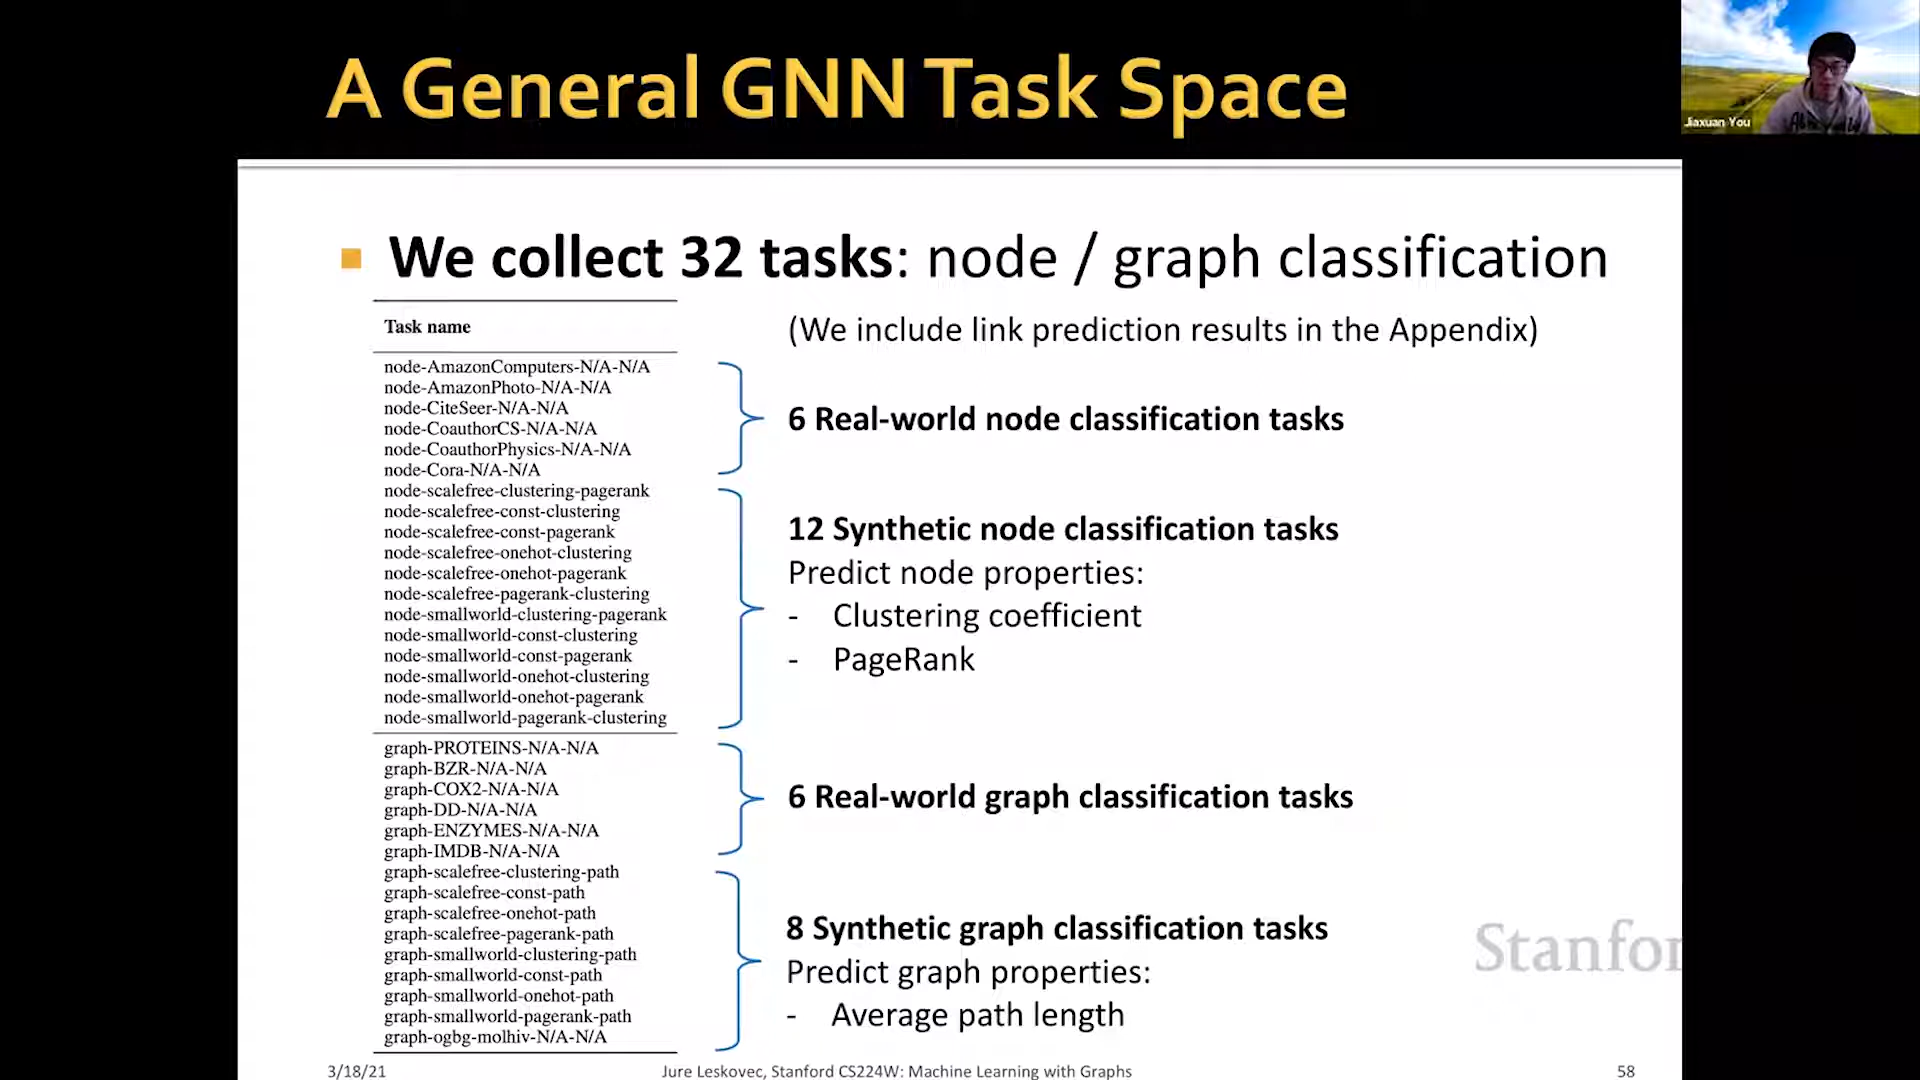 A General GNN Task Space
Jiaxuan You
We collect 32 tasks: node / graph classification
(We include link prediction results in the Appendix)
Task name
node-AmazonComputers-N/A-N/A
node-AmazonPhoto-N/A-N/A
node-CiteSeer-N/A-N/A
node-CoauthorCS-N/A-N/A
node-CoauthorPhysics-N/A-N/A
node-Cora-N/A-N/A
6 Real-world node classification tasks
node-scalefree-clustering-pagerank
node-scalefree-const-clustering
node-scalefree-const-pagerank
node-scalefree-onehot-clustering
node-scalefree-onehot-pagerank
node-scalefree-pagerank-clustering
node-smallworld-clustering-pagerank
node-smallworld-const-clustering
node-smallworld-const-pagerank
node-smallworld-onehot-clustering
node-smallworld-onehot-pagerank
node-smallworld-pagerank-clustering
12 Synthetic node classification tasks
Predict node properties:
- Clustering coefficient
- PageRank
graph-PROTEINS-N/A-N/A
graph-BZR-N/A-N/A
graph-COX2-N/A-N/A
graph-DD-N/A-N/A
graph-ENZYMES-N/A-N/A
graph-IMDB-N/A-N/A
6 Real-world graph classification tasks
graph-scalefree-clustering-path
graph-scalefree-const-path
graph-scalefree-onehot-path
graph-scalefree-pagerank-path
graph-smallworld-clustering-path
graph-smallworld-const-path
graph-smallworld-onehot-path
graph-smallworld-pagerank-path
graph-ogbg-molhiv-N/A-N/A
8 Synthetic graph classification tasks
Predict graph properties:
- Average path length
Stanfor
3/18/21
Jure Leskovec, Stanford CS224W: Machine Learning with Graphs
58